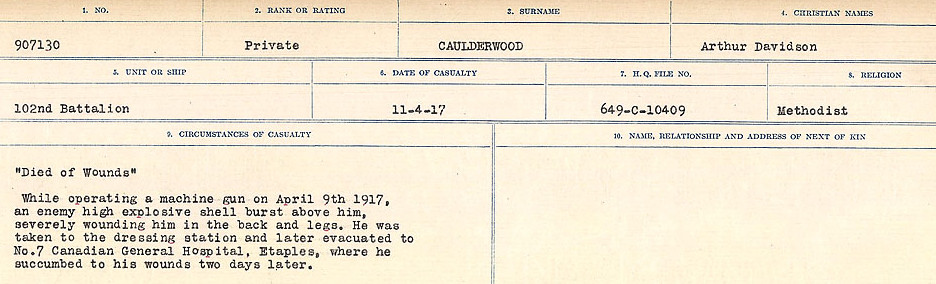 1. NO. 2. RANK OR RATING 3. SURNAME 4. CHRISTIAN NAMES
907130 Private CAULDERWOOD Arthur Davidson
5. UNIT OR SHIP 6. DATE OF CASUALTY 7. H.Q. FILE NO. 8. RELIGION
102nd Battalion 11-4-17 649-C-10409 Methodist
9. CIRCUMSTANCES OF CASUALTY 10. NAME, RELATIONSHIP AND ADDRESS OF NEXT OF KIN
"Died of Wounds"
While operating a machine gun on April 9th 1917,
an enemy high explosive shell burst above him,
severely wounding him in the back and legs. He was
taken to the dressing station and later evacuated to
No.7 Canadian General Hospital, Etaples, where he
succumbed to his wounds two days later.